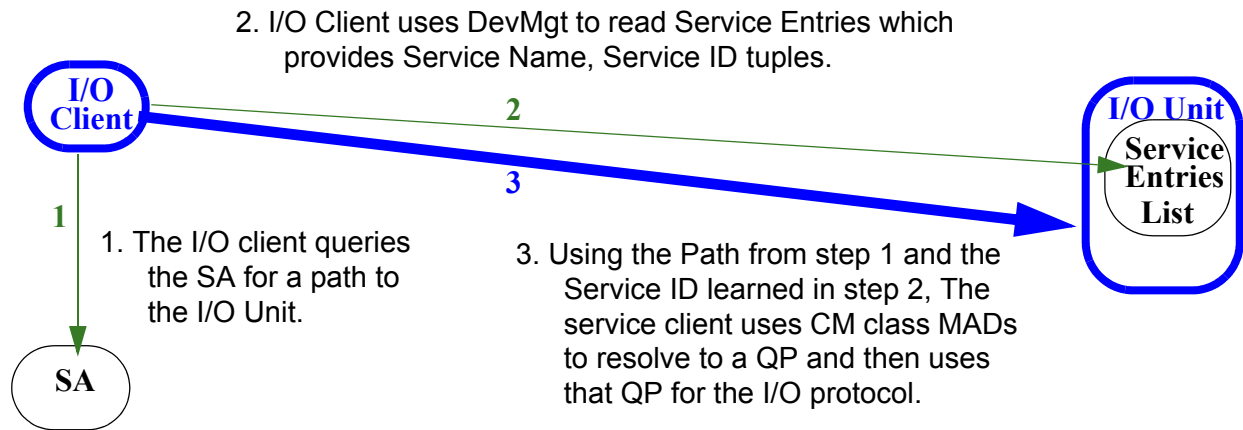 2. I/O Client uses DevMgt to read Service Entries which
provides Service Name, Service ID tuples.
I/O
Client
2
I/O Unit
Service
Entries
List
3
1
1. The I/O client queries
the SA for a path to
the I/O Unit.
3. Using the Path from step 1 and the
Service ID learned in step 2, The
service client uses CM class MADs
to resolve to a QP and then uses
that QP for the I/O protocol.
SA